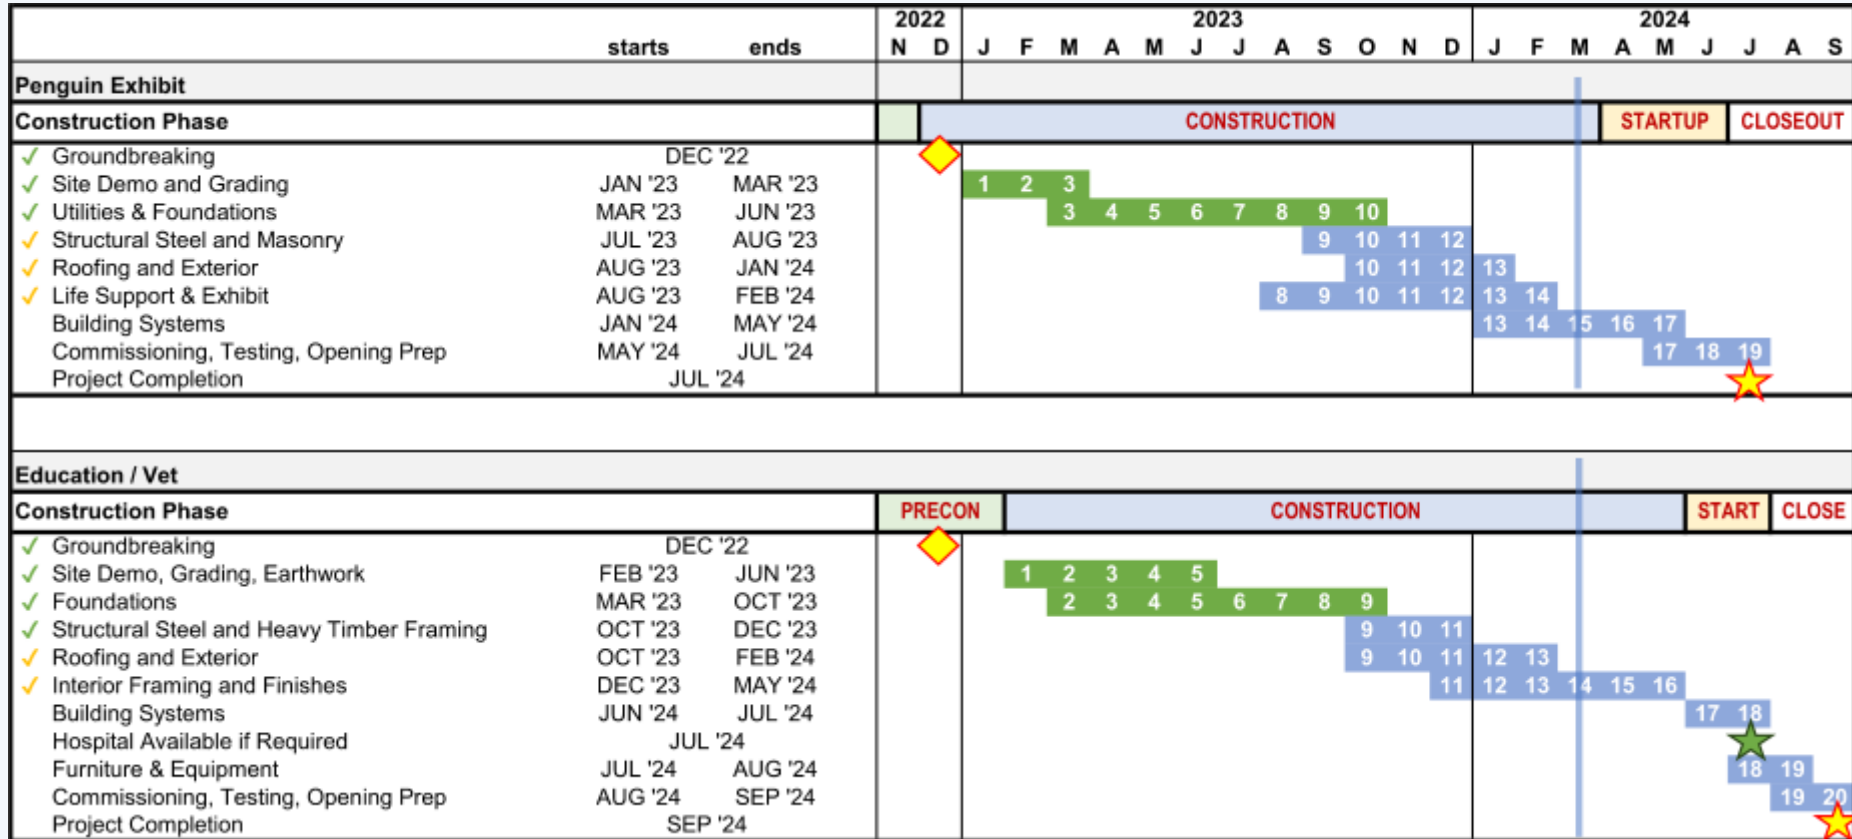 2022 2023 2024
starts ends N D J F M A M J J A S O N D J F M A M J J A S
Penguin Exhibit
Construction Phase CONSTRUCTION STARTUP CLOSEOUT
✓ Groundbreaking DEC '22
✓ Site Demo and Grading JAN '23 MAR '23 1 2 3
✓ Utilities & Foundations MAR '23 JUN '23 3 4 5 6 7 8 9 10
✓ Structural Steel and Masonry JUL '23 AUG '23 9 10 11 12
✓ Roofing and Exterior AUG '23 JAN '24 10 11 12 13
✓ Life Support & Exhibit AUG '23 FEB '24 8 9 10 11 12 13 14
Building Systems JAN '24 MAY '24 13 14 15 16 17
Commissioning, Testing, Opening Prep MAY '24 JUL '24 17 18 19
Project Completion JUL '24
Education / Vet
Construction Phase PRECON CONSTRUCTION START CLOSE
✓ Groundbreaking DEC '22
✓ Site Demo, Grading, Earthwork FEB '23 JUN '23 1 2 3 4 5
✓ Foundations MAR '23 OCT '23 2 3 4 5 6 7 8 9
✓ Structural Steel and Heavy Timber Framing OCT '23 DEC '23 9 10 11
✓ Roofing and Exterior OCT '23 FEB '24 9 10 11 12 13
✓ Interior Framing and Finishes DEC '23 MAY '24 11 12 13 14 15 16
Building Systems JUN '24 JUL '24 17 18
Hospital Available if Required JUL '24
Furniture & Equipment JUL '24 AUG '24 18 19
Commissioning, Testing, Opening Prep AUG '24 SEP '24 19 20
Project Completion SEP '24